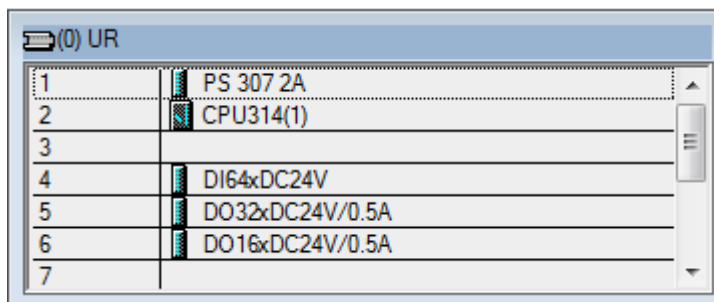 (0) UR
1 PS 307 2A
2 CPU314(1)
3
4 DI64xDC24V
5 DO32xDC24V/0.5A
6 DO16xDC24V/0.5A
7